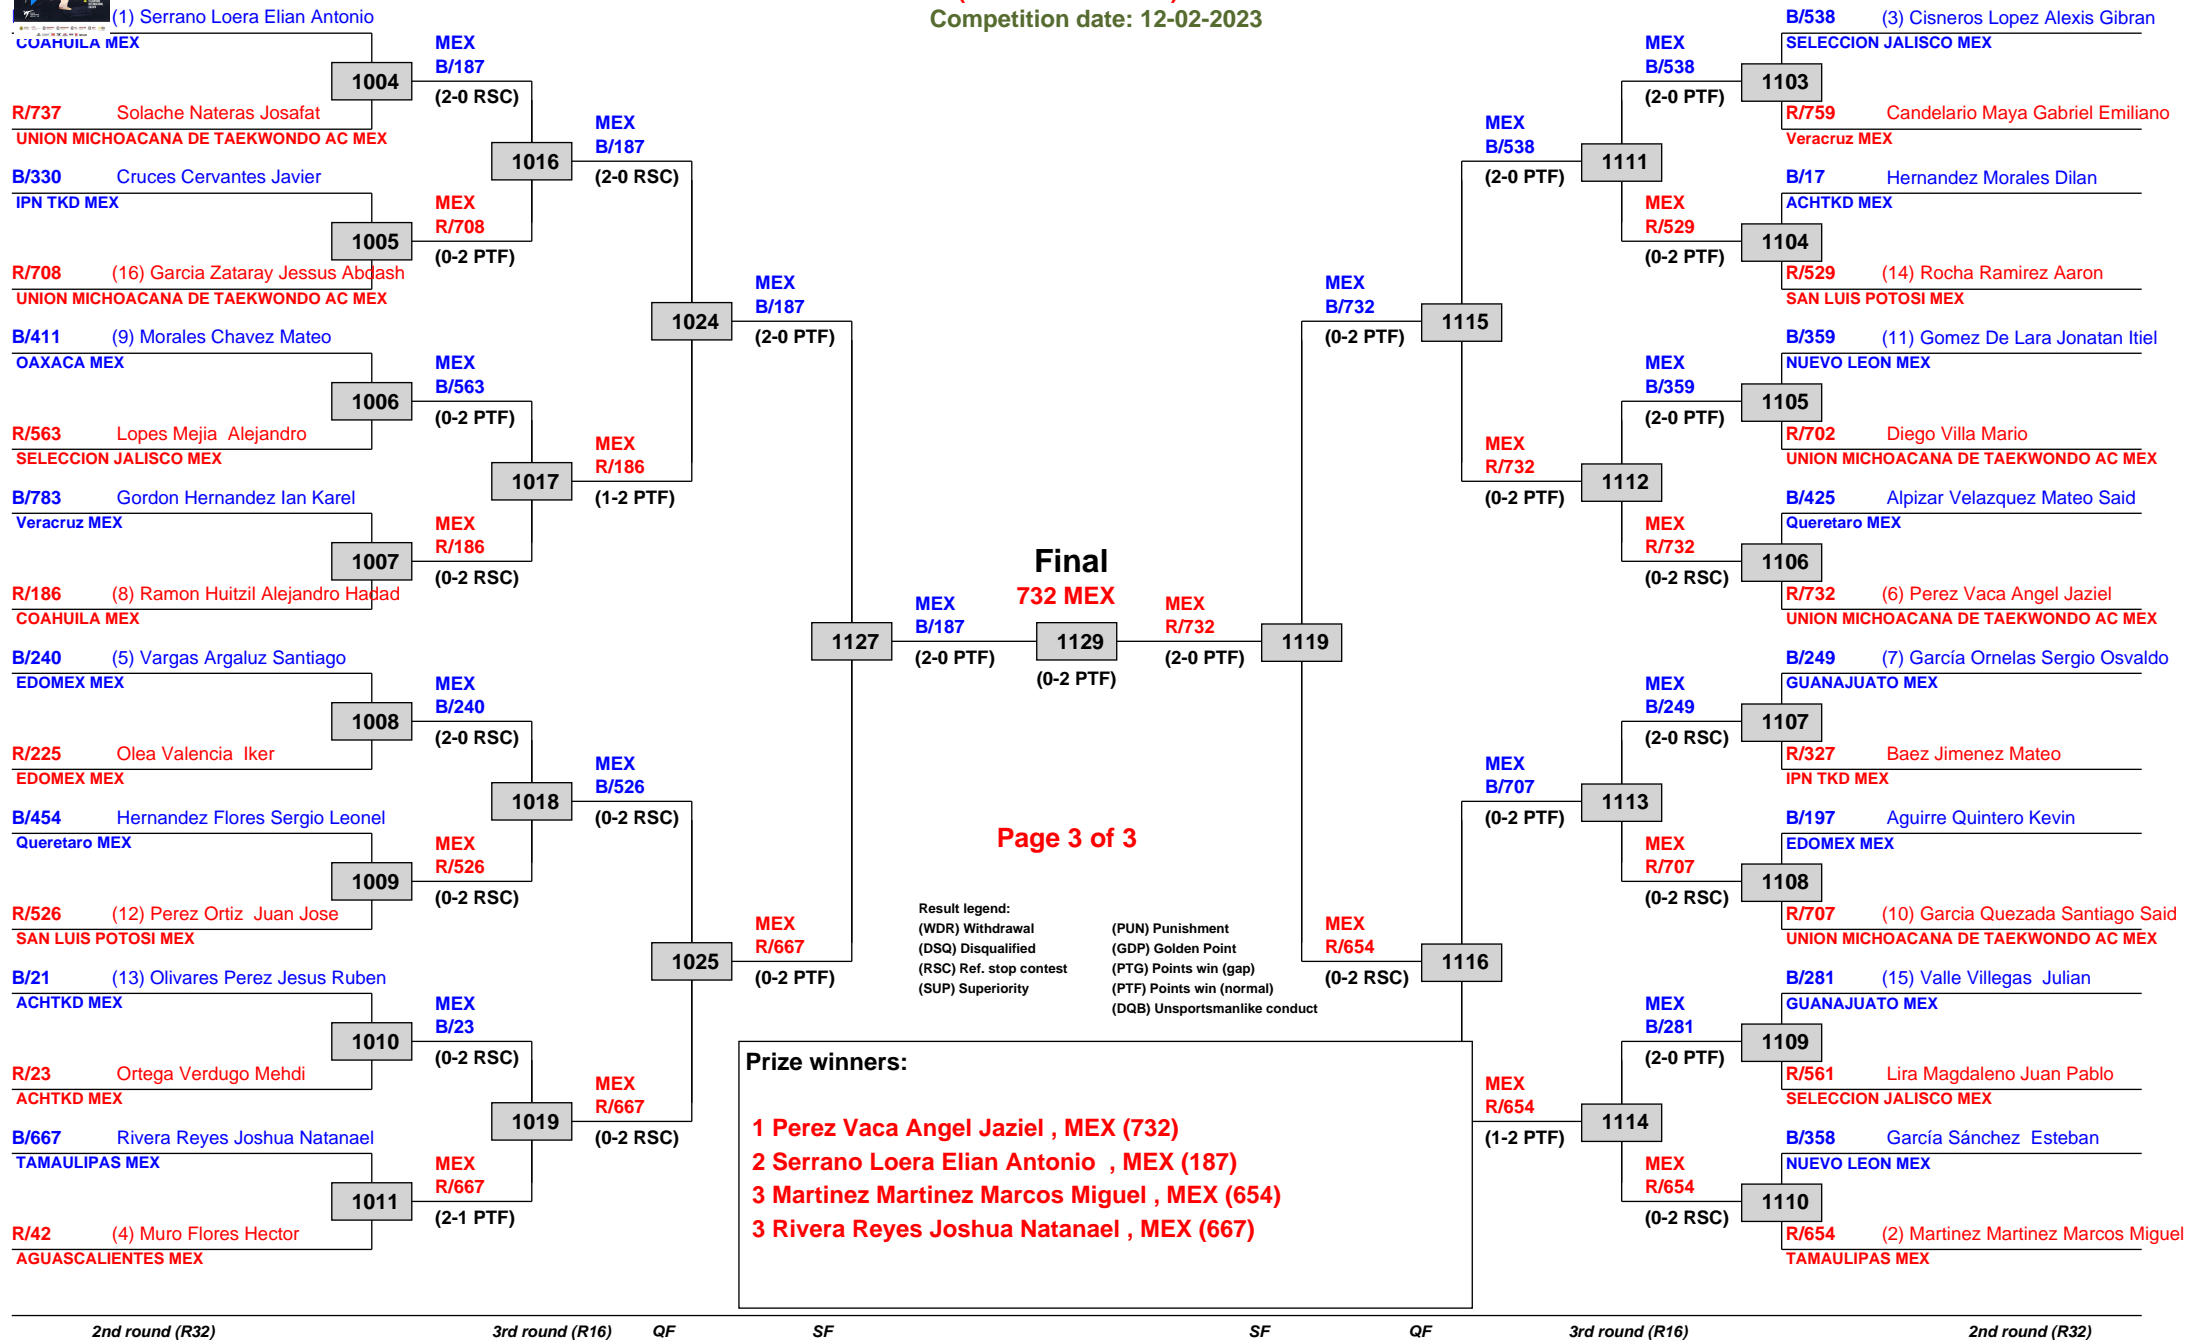 Competition date: 12-02-2023
(1) Serrano Loera Elian Antonio
COAHUILA MEX
1004
R/737 Solache Nateras Josafat
UNION MICHOACANA DE TAEKWONDO AC MEX
B/330 Cruces Cervantes Javier
IPN TKD MEX
1005
R/708 (16) Garcia Zataray Jessus Abdash
UNION MICHOACANA DE TAEKWONDO AC MEX
B/411 (9) Morales Chavez Mateo
OAXACA MEX
1006
R/563 Lopes Mejia Alejandro
SELECCION JALISCO MEX
B/783 Gordon Hernandez Ian Karel
Veracruz MEX
1007
R/186 (8) Ramon Huitzil Alejandro Hadad
COAHUILA MEX
B/240 (5) Vargas Argaluz Santiago
EDOMEX MEX
1008
R/225 Olea Valencia Iker
EDOMEX MEX
B/454 Hernandez Flores Sergio Leonel
Queretaro MEX
1009
R/526 (12) Perez Ortiz Juan Jose
SAN LUIS POTOSI MEX
B/21 (13) Olivares Perez Jesus Ruben
ACHTKD MEX
1010
R/23 Ortega Verdugo Mehdi
ACHTKD MEX
B/667 Rivera Reyes Joshua Natanael
TAMAULIPAS MEX
1011
R/42 (4) Muro Flores Hector
AGUASCALIENTES MEX
MEX
B/187
(2-0 RSC)
1016
MEX
R/708
(0-2 PTF)
MEX
B/563
(0-2 PTF)
1017
MEX
R/186
(0-2 RSC)
MEX
B/240
(2-0 RSC)
1018
MEX
R/526
(0-2 RSC)
MEX
B/23
(0-2 RSC)
1019
MEX
R/667
(2-1 PTF)
MEX
B/187
(2-0 RSC)
1024
MEX
R/186
(1-2 PTF)
MEX
B/526
(0-2 RSC)
1025
MEX
R/667
(0-2 RSC)
MEX
B/187
(2-0 PTF)
1127
MEX
R/667
(0-2 PTF)
MEX
B/187
(2-0 PTF)
Final
732 MEX
1129
(0-2 PTF)
MEX
R/732
(2-0 PTF)
1119
Page 3 of 3
Result legend:
(WDR) Withdrawal
(DSQ) Disqualified
(RSC) Ref. stop contest
(SUP) Superiority
(PUN) Punishment
(GDP) Golden Point
(PTG) Points win (gap)
(PTF) Points win (normal)
(DQB) Unsportsmanlike conduct
Prize winners:
1 Perez Vaca Angel Jaziel , MEX (732)
2 Serrano Loera Elian Antonio , MEX (187)
3 Martinez Martinez Marcos Miguel , MEX (654)
3 Rivera Reyes Joshua Natanael , MEX (667)
MEX
B/732
(0-2 PTF)
1115
MEX
R/654
(0-2 RSC)
1116
MEX
B/538
(2-0 PTF)
1111
MEX
R/732
(0-2 PTF)
1112
MEX
B/707
(0-2 PTF)
1113
MEX
R/654
(1-2 PTF)
1114
MEX
B/538
(2-0 PTF)
MEX
R/529
(0-2 PTF)
MEX
B/359
(2-0 PTF)
MEX
R/732
(0-2 RSC)
MEX
B/249
(2-0 RSC)
MEX
R/707
(0-2 RSC)
MEX
B/281
(2-0 PTF)
MEX
R/654
(0-2 RSC)
B/538 (3) Cisneros Lopez Alexis Gibran
SELECCION JALISCO MEX
1103
R/759 Candelario Maya Gabriel Emiliano
Veracruz MEX
B/17 Hernandez Morales Dilan
ACHTKD MEX
1104
R/529 (14) Rocha Ramirez Aaron
SAN LUIS POTOSI MEX
B/359 (11) Gomez De Lara Jonatan Itiel
NUEVO LEON MEX
1105
R/702 Diego Villa Mario
UNION MICHOACANA DE TAEKWONDO AC MEX
B/425 Alpizar Velazquez Mateo Said
Queretaro MEX
1106
R/732 (6) Perez Vaca Angel Jaziel
UNION MICHOACANA DE TAEKWONDO AC MEX
B/249 (7) García Ornelas Sergio Osvaldo
GUANAJUATO MEX
1107
R/327 Baez Jimenez Mateo
IPN TKD MEX
B/197 Aguirre Quintero Kevin
EDOMEX MEX
1108
R/707 (10) Garcia Quezada Santiago Said
UNION MICHOACANA DE TAEKWONDO AC MEX
B/281 (15) Valle Villegas Julian
GUANAJUATO MEX
1109
R/561 Lira Magdaleno Juan Pablo
SELECCION JALISCO MEX
B/358 García Sánchez Esteban
NUEVO LEON MEX
1110
R/654 (2) Martinez Martinez Marcos Miguel
TAMAULIPAS MEX
2nd round (R32) 3rd round (R16) QF SF SF QF 3rd round (R16) 2nd round (R32)